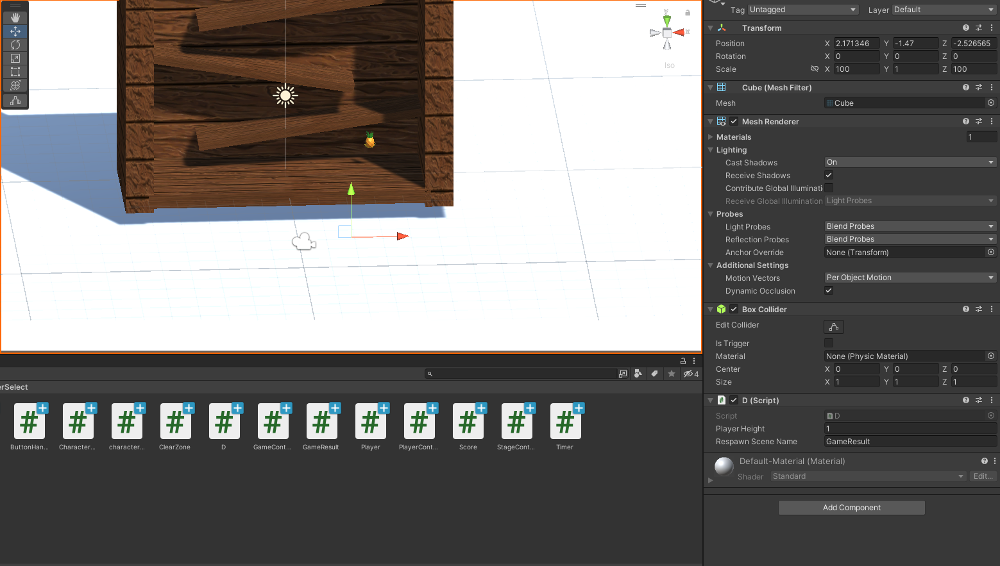 Y
X
Iso
erSelect
4
ButtonHan...
Character...
character...
ClearZone
D
GameCont...
GameResult
Player
PlayerCont...
Score
StageCont...
Timer
Tag Untagged Layer Default
Transform
Position X 2.171346 Y -1.47 Z -2.526565
Rotation X 0 Y 0 Z 0
Scale X 100 Y 1 Z 100
Cube (Mesh Filter)
Mesh Cube
Mesh Renderer
Materials 1
Lighting
Cast Shadows On
Receive Shadows
Contribute Global Illuminati
Receive Global Illumination Light Probes
Probes
Light Probes Blend Probes
Reflection Probes Blend Probes
Anchor Override None (Transform)
Additional Settings
Motion Vectors Per Object Motion
Dynamic Occlusion
Box Collider
Edit Collider
Is Trigger
Material None (Physic Material)
Center X 0 Y 0 Z 0
Size X 1 Y 1 Z 1
D (Script)
Script D
Player Height 1
Respawn Scene Name GameResult
Default-Material (Material)
Shader Standard Edit...
Add Component